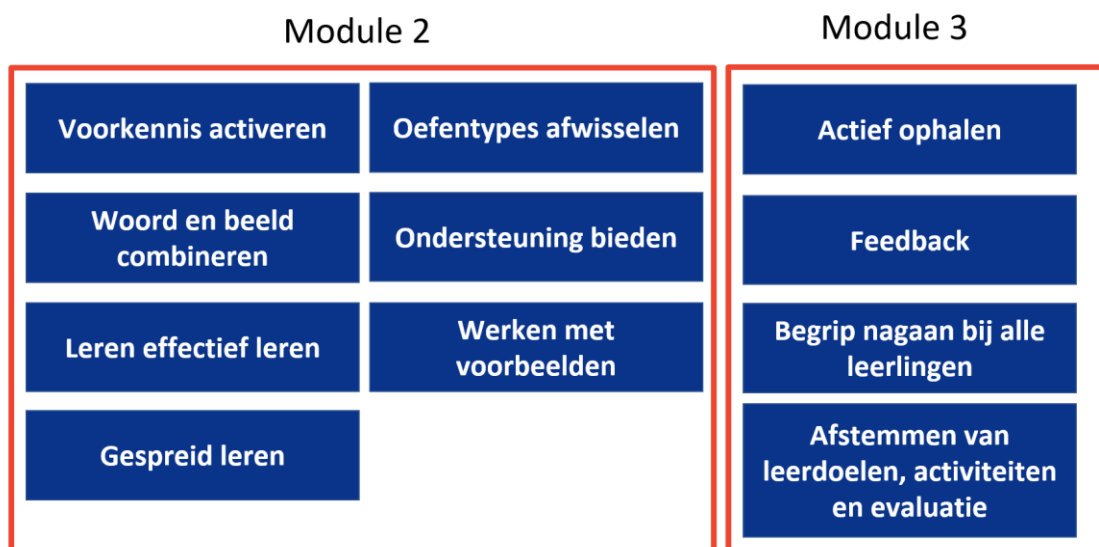 Module 2
Voorkennis activeren
Oefentypes afwisselen
Woord en beeld
combineren
Ondersteuning bieden
Leren effectief leren
Werken met
voorbeelden
Gespreid leren
Module 3
Actief ophalen
Feedback
Begrip nagaan bij alle
leerlingen
Afstemmen van
leerdoelen, activiteiten
en evaluatie